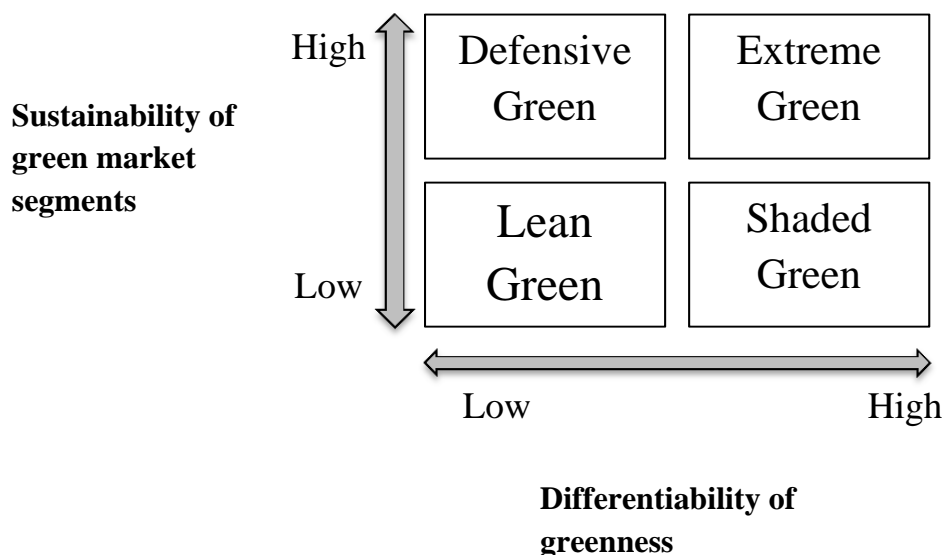 High
Defensive
Green
Extreme
Green
Sustainability of
green market
segments
Lean
Green
Shaded
Green
Low
Low
High
Differentiability of
greenness